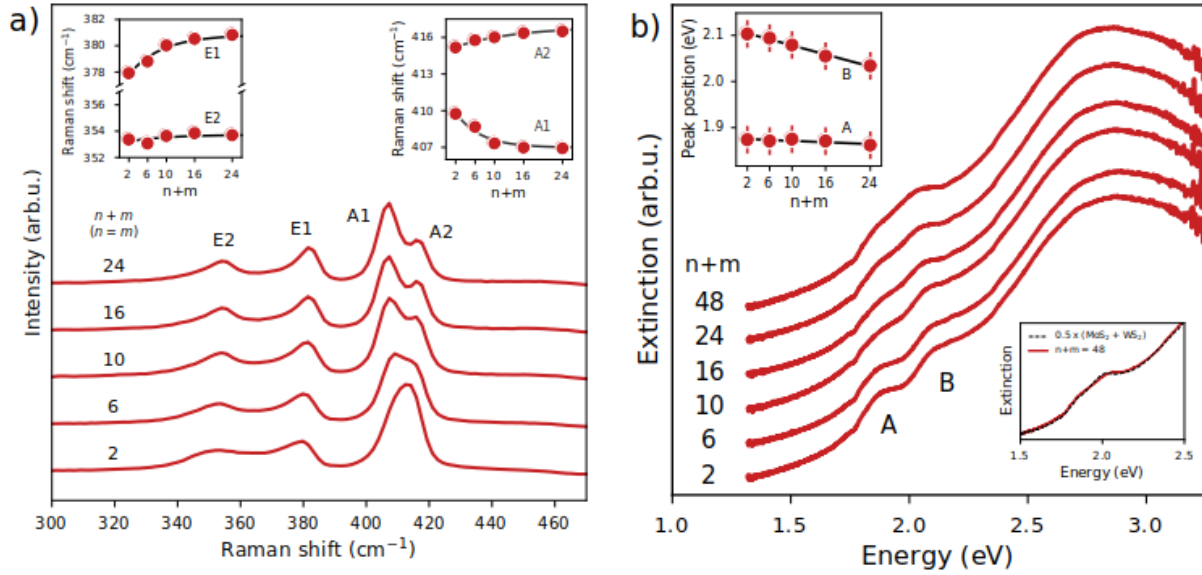 a)
382
380
378
354
352
Raman shift (cm⁻¹)
E1
E2
2 6 10 16 24
n+m
416
413
410
407
Raman shift (cm⁻¹)
A2
A1
2 6 10 16 24
n+m
Intensity (arb.u.)
n + m
(n = m)
E2
E1
A1
A2
24
16
10
6
2
300 320 340 360 380 400 420 440 460
Raman shift (cm⁻¹)
b)
2.1
2.0
1.9
Peak position (eV)
B
A
2 6 10 16 24
n+m
Extinction (arb.u.)
n+m
48
24
16
10
6
2
A
B
0.5 x (MoS₂ + WS₂)
n+m = 48
Extinction
1.5 2.0 2.5
Energy (eV)
1.0 1.5 2.0 2.5 3.0
Energy (eV)